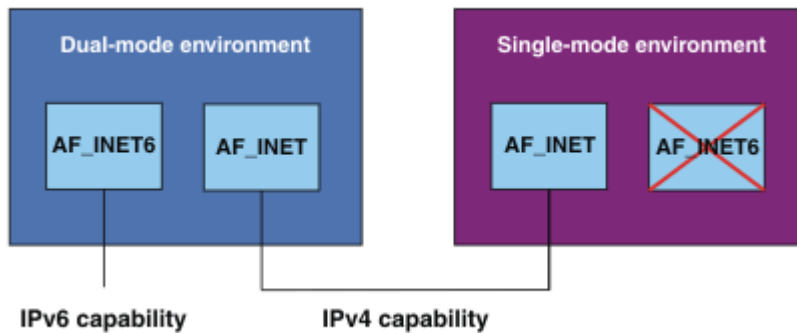 Dual-mode environment
Single-mode environment
AF_INET6
AF_INET
AF_INET
AF_INET6
IPv6 capability
IPv4 capability